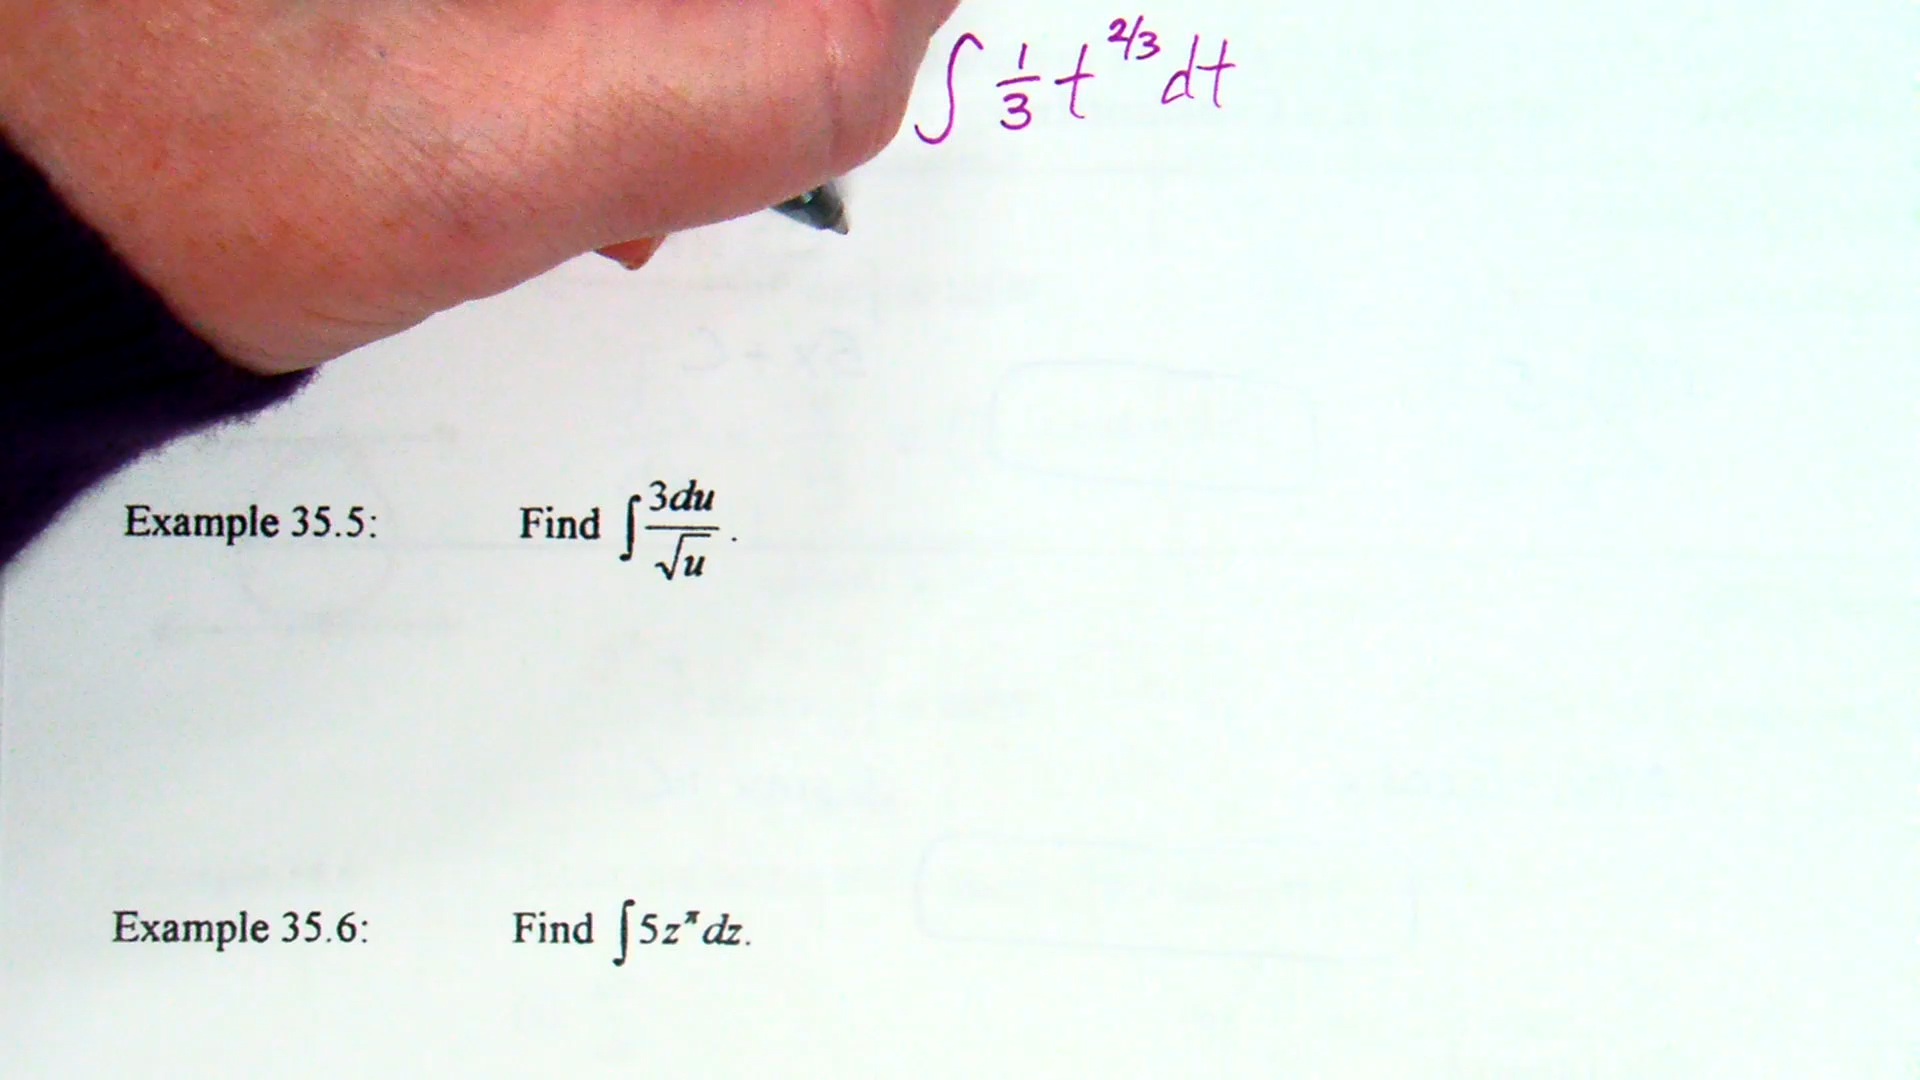 ∫ 1/3 t^(2/3) dt
Example 35.5: Find ∫ 3du/√u .
Example 35.6: Find ∫ 5z^π dz.